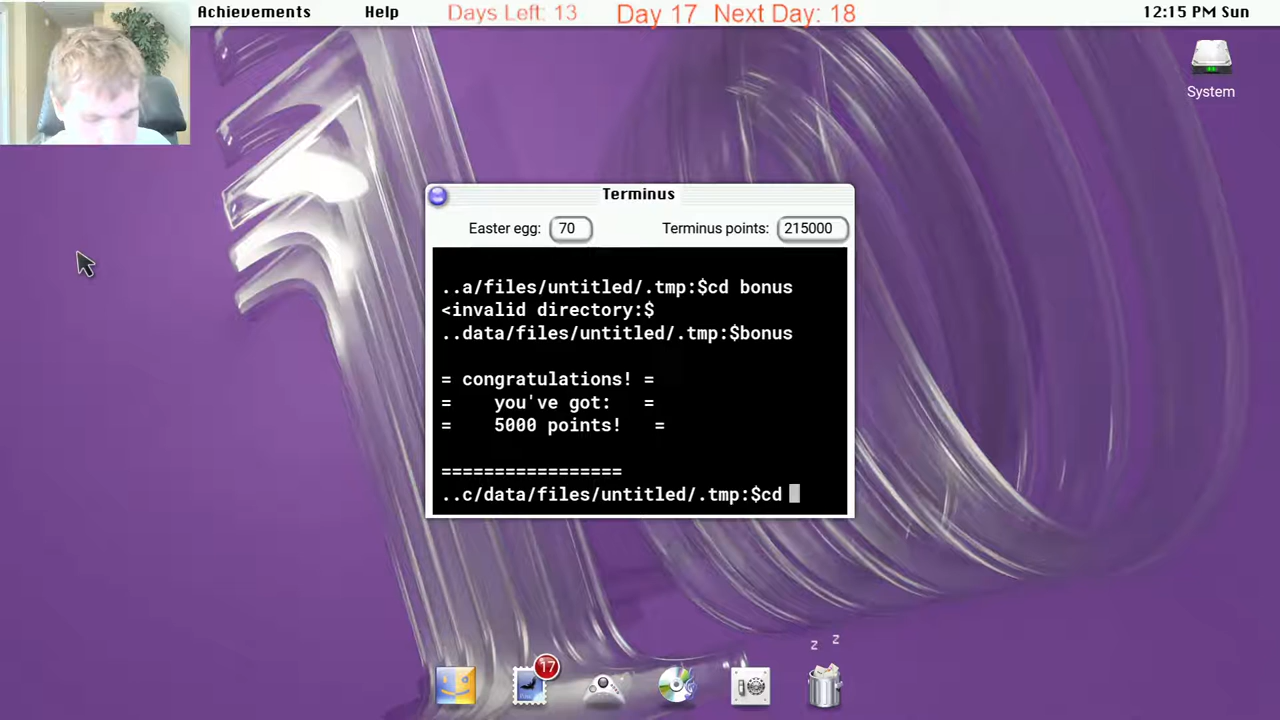 Achievements Help Days Left: 13 Day 17 Next Day: 18 12:15 PM Sun
System
Terminus
Easter egg: 70 Terminus points: 215000
..a/files/untitled/.tmp:$cd bonus
<invalid directory:$
..data/files/untitled/.tmp:$bonus
= congratulations! =
= you've got: =
= 5000 points! =
=================
..c/data/files/untitled/.tmp:$cd
z z
17